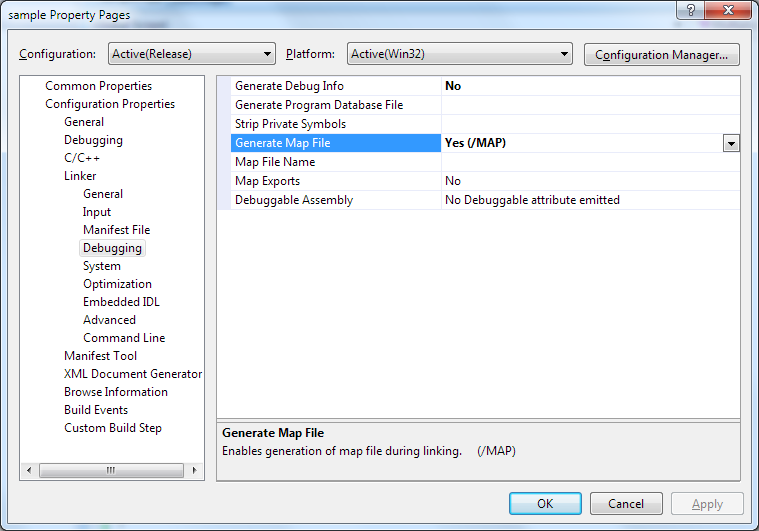 sample Property Pages
Configuration: Active(Release) Platform: Active(Win32) Configuration Manager...
Common Properties
Configuration Properties
General
Debugging
C/C++
Linker
General
Input
Manifest File
Debugging
System
Optimization
Embedded IDL
Advanced
Command Line
Manifest Tool
XML Document Generator
Browse Information
Build Events
Custom Build Step
Generate Debug Info No
Generate Program Database File
Strip Private Symbols
Generate Map File Yes (/MAP)
Map File Name
Map Exports No
Debuggable Assembly No Debuggable attribute emitted
Generate Map File
Enables generation of map file during linking. (/MAP)
OK Cancel Apply